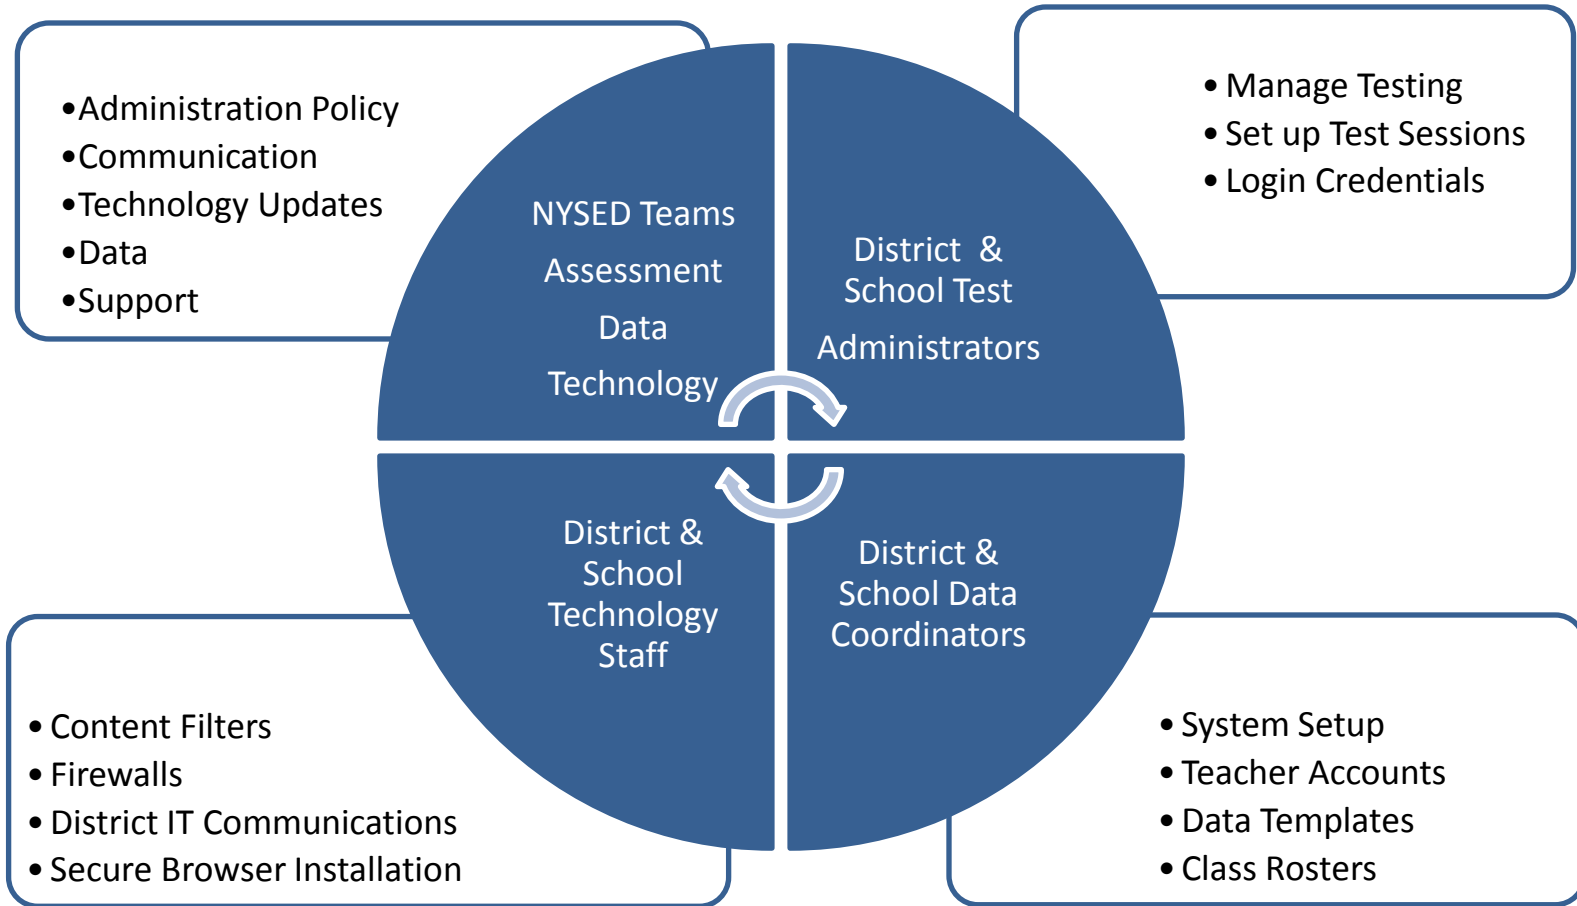 •Administration Policy
•Communication
•Technology Updates
•Data
•Support
NYSED Teams
Assessment
Data
Technology
District &
School Test
Administrators
• Manage Testing
• Set up Test Sessions
• Login Credentials
• Content Filters
• Firewalls
• District IT Communications
• Secure Browser Installation
District &
School
Technology
Staff
District &
School Data
Coordinators
• System Setup
• Teacher Accounts
• Data Templates
• Class Rosters